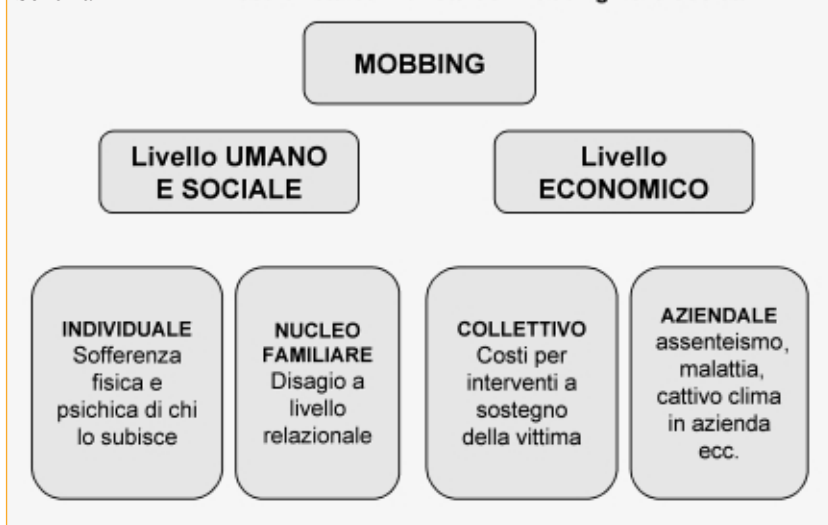 MOBBING
Livello UMANO
E SOCIALE
Livello
ECONOMICO
INDIVIDUALE
Sofferenza
fisica e
psichica di chi
lo subisce
NUCLEO
FAMILIARE
Disagio a
livello
relazionale
COLLETTIVO
Costi per
interventi a
sostegno
della vittima
AZIENDALE
assenteismo,
malattia,
cattivo clima
in azienda
ecc.